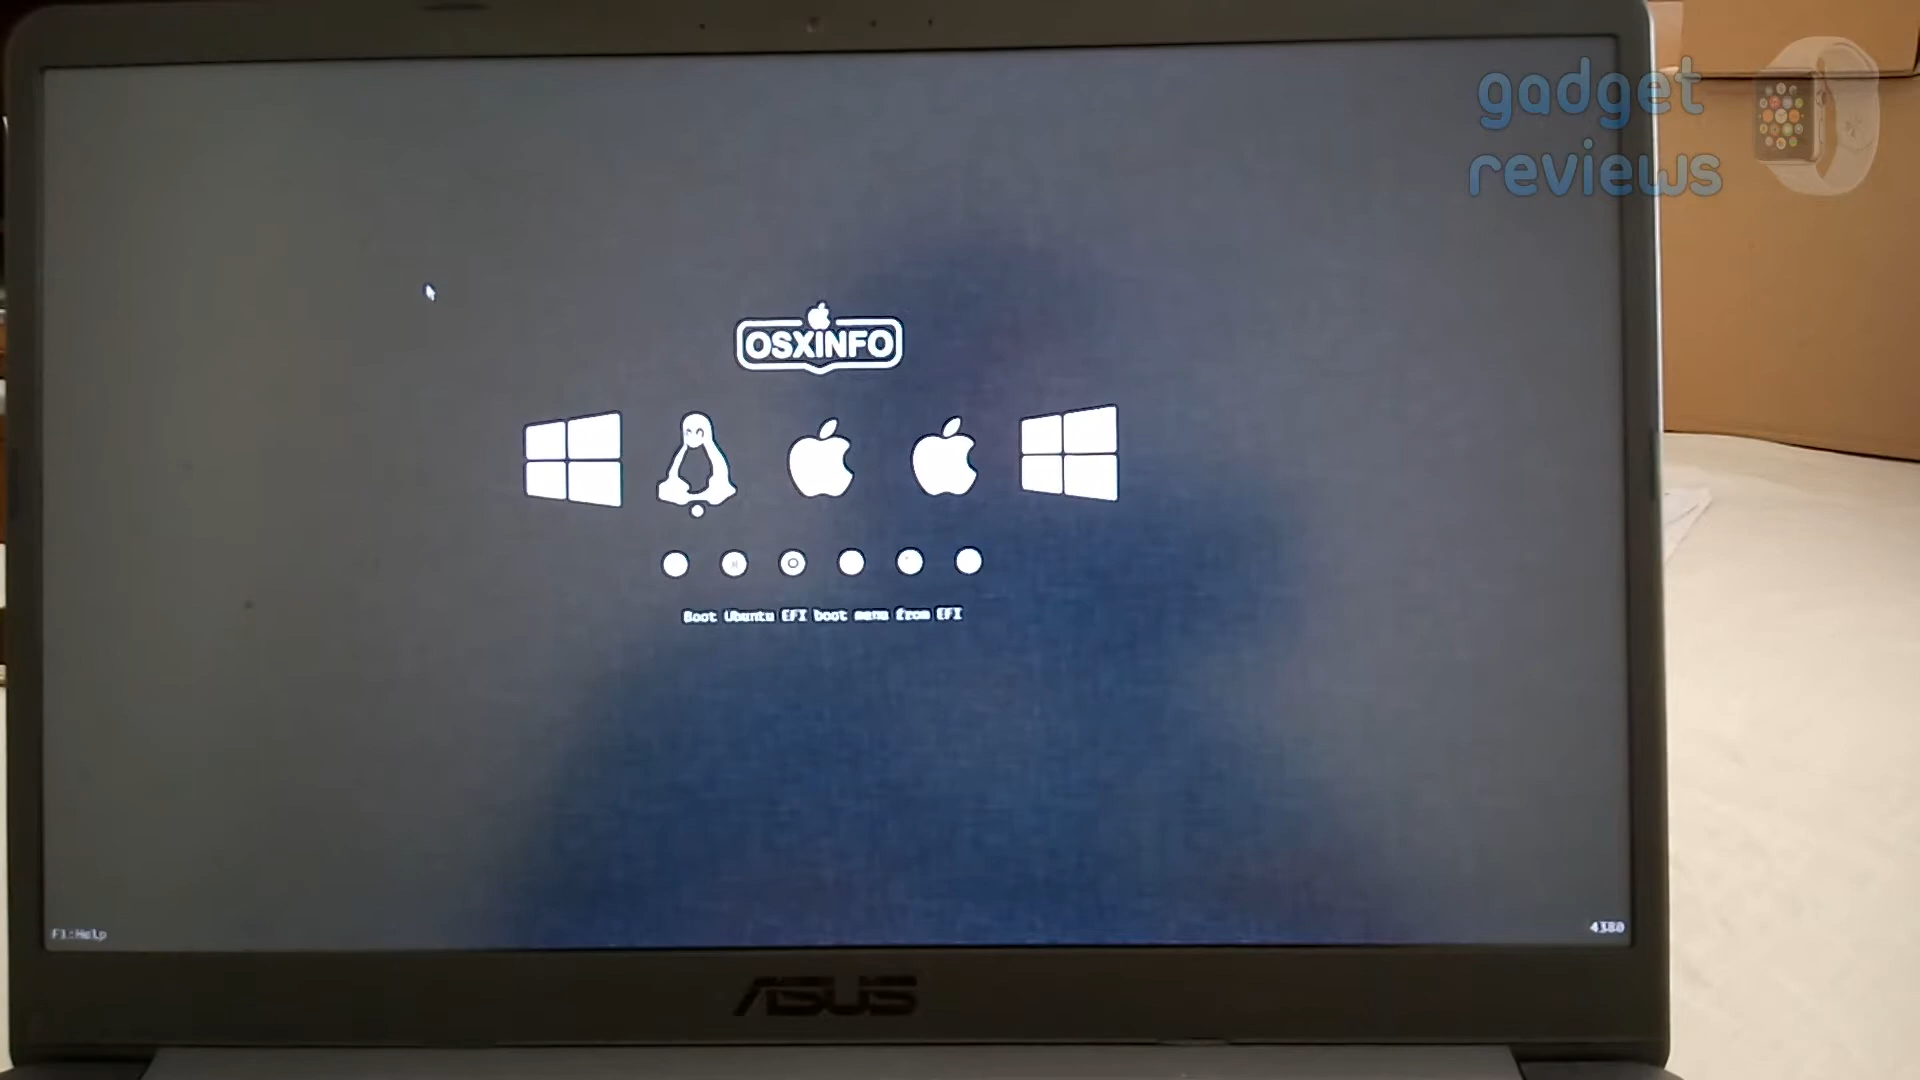 gadget
reviews
OSXINFO
Boot Ubuntu EFI boot menu from EFI
F1:Help
4380
ASUS